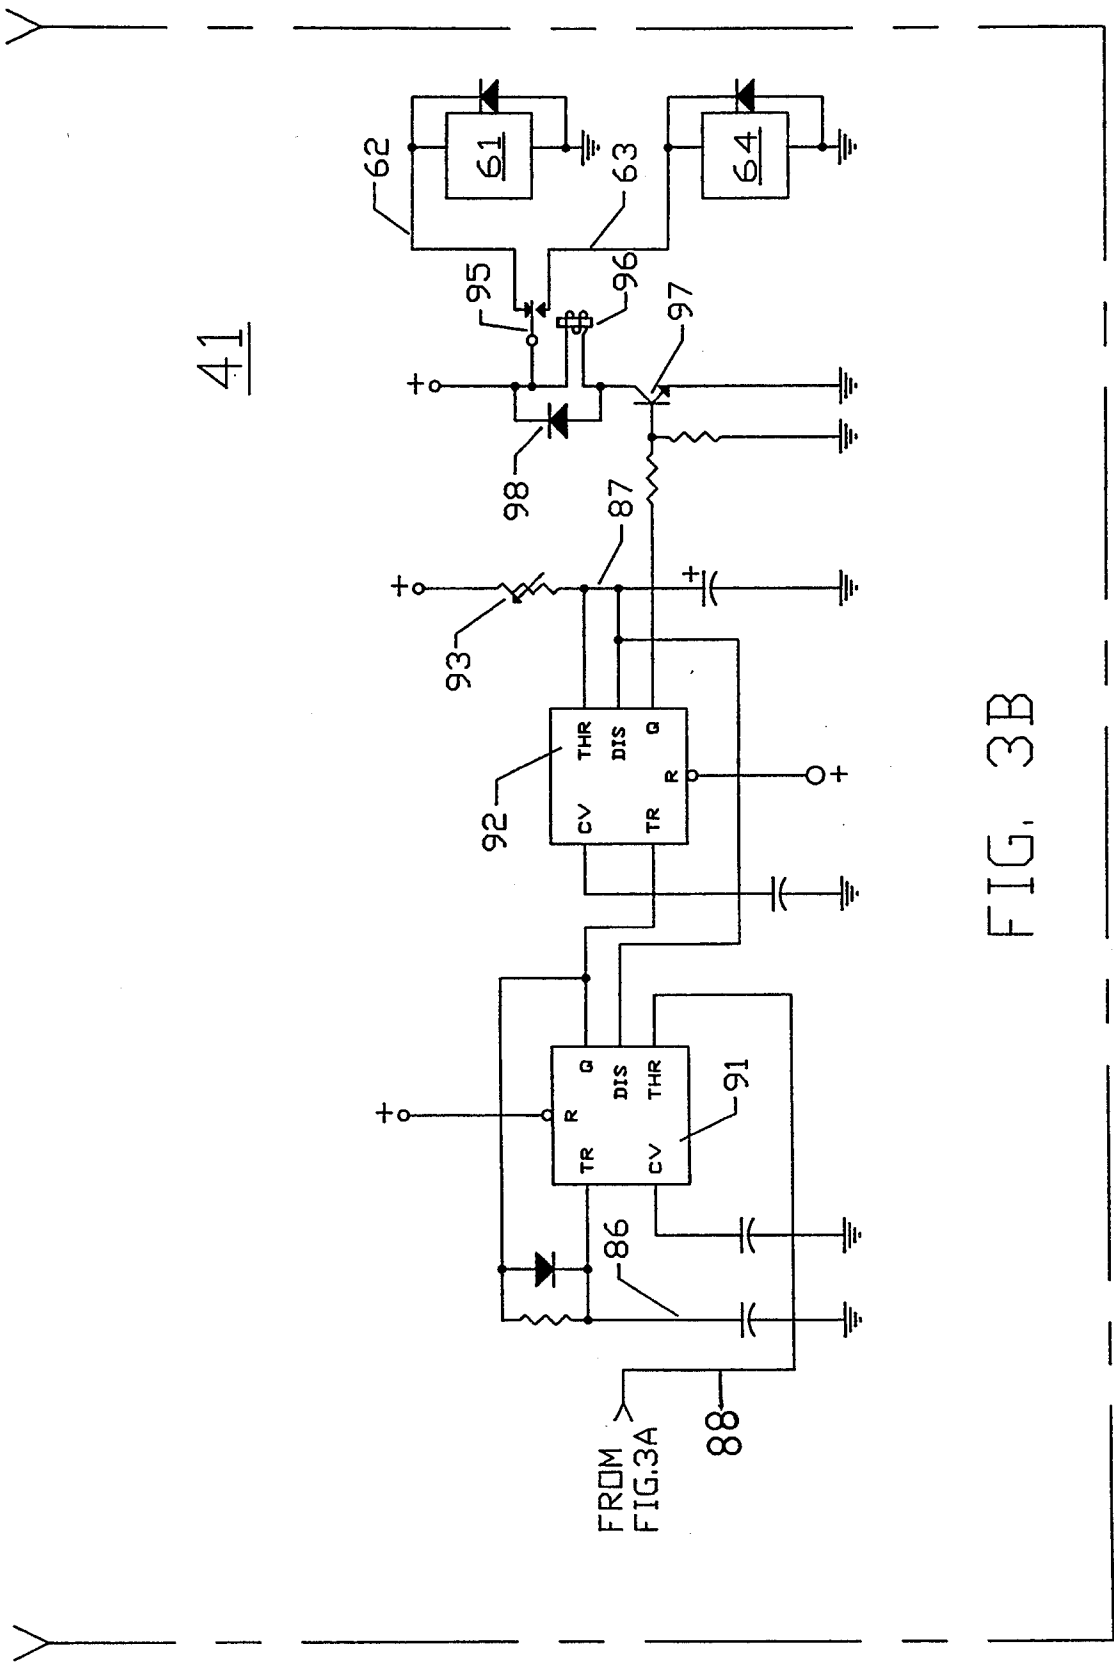 41
+
62
61
95
63
64
96
97
98
+
87
93
+
92
CV
THR
DIS
Q
TR
R
+
+
R
Q
DIS
THR
TR
CV
91
86
FROM
FIG.3A
88
FIG. 3B